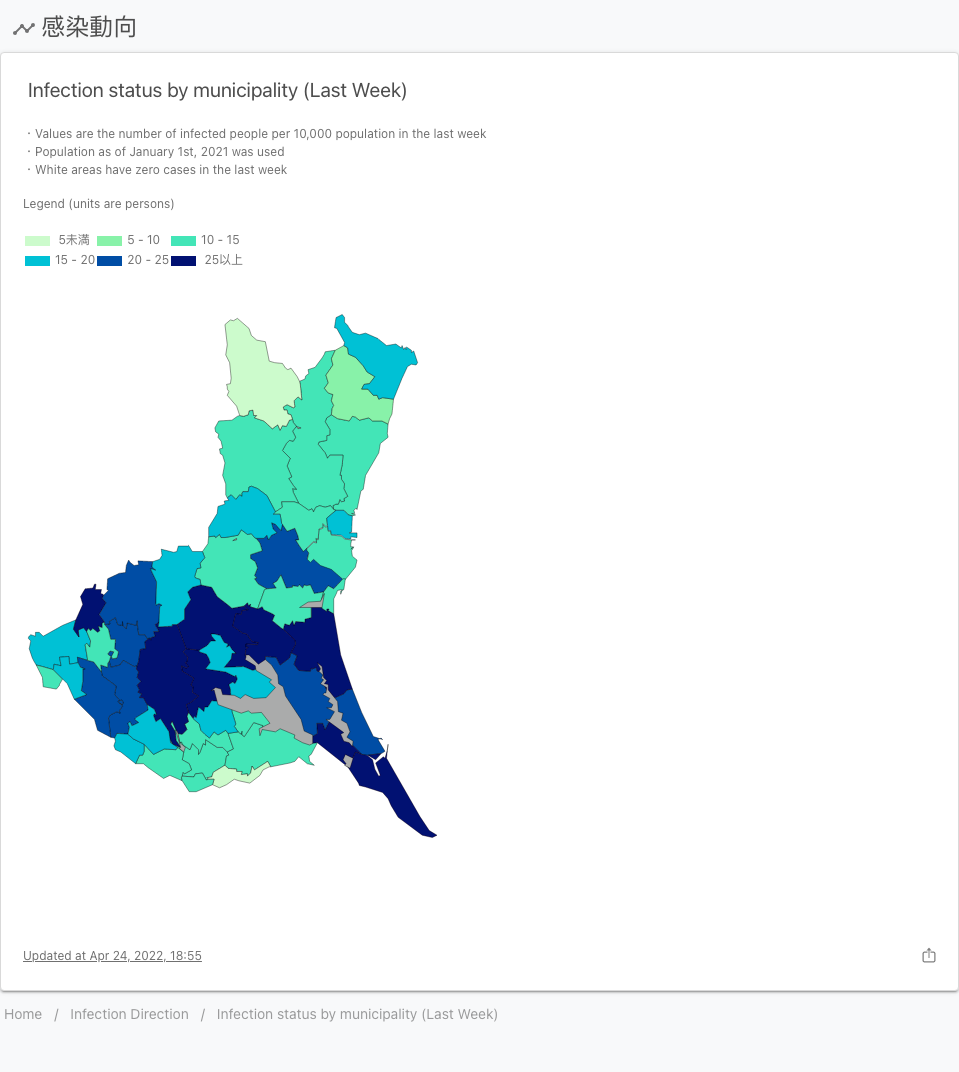 感染動向
Infection status by municipality (Last Week)
・Values are the number of infected people per 10,000 population in the last week
・Population as of January 1st, 2021 was used
・White areas have zero cases in the last week
Legend (units are persons)
5未満 5 - 10 10 - 15
15 - 20 20 - 25 25以上
Updated at Apr 24, 2022, 18:55
Home / Infection Direction / Infection status by municipality (Last Week)